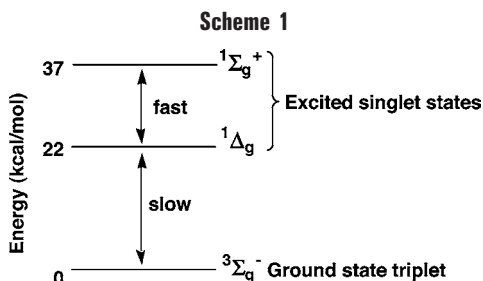 Scheme 1
Energy (kcal/mol)
37 ¹Σg⁺
fast Excited singlet states
22 ¹Δg
slow
0 ³Σg⁻ Ground state triplet